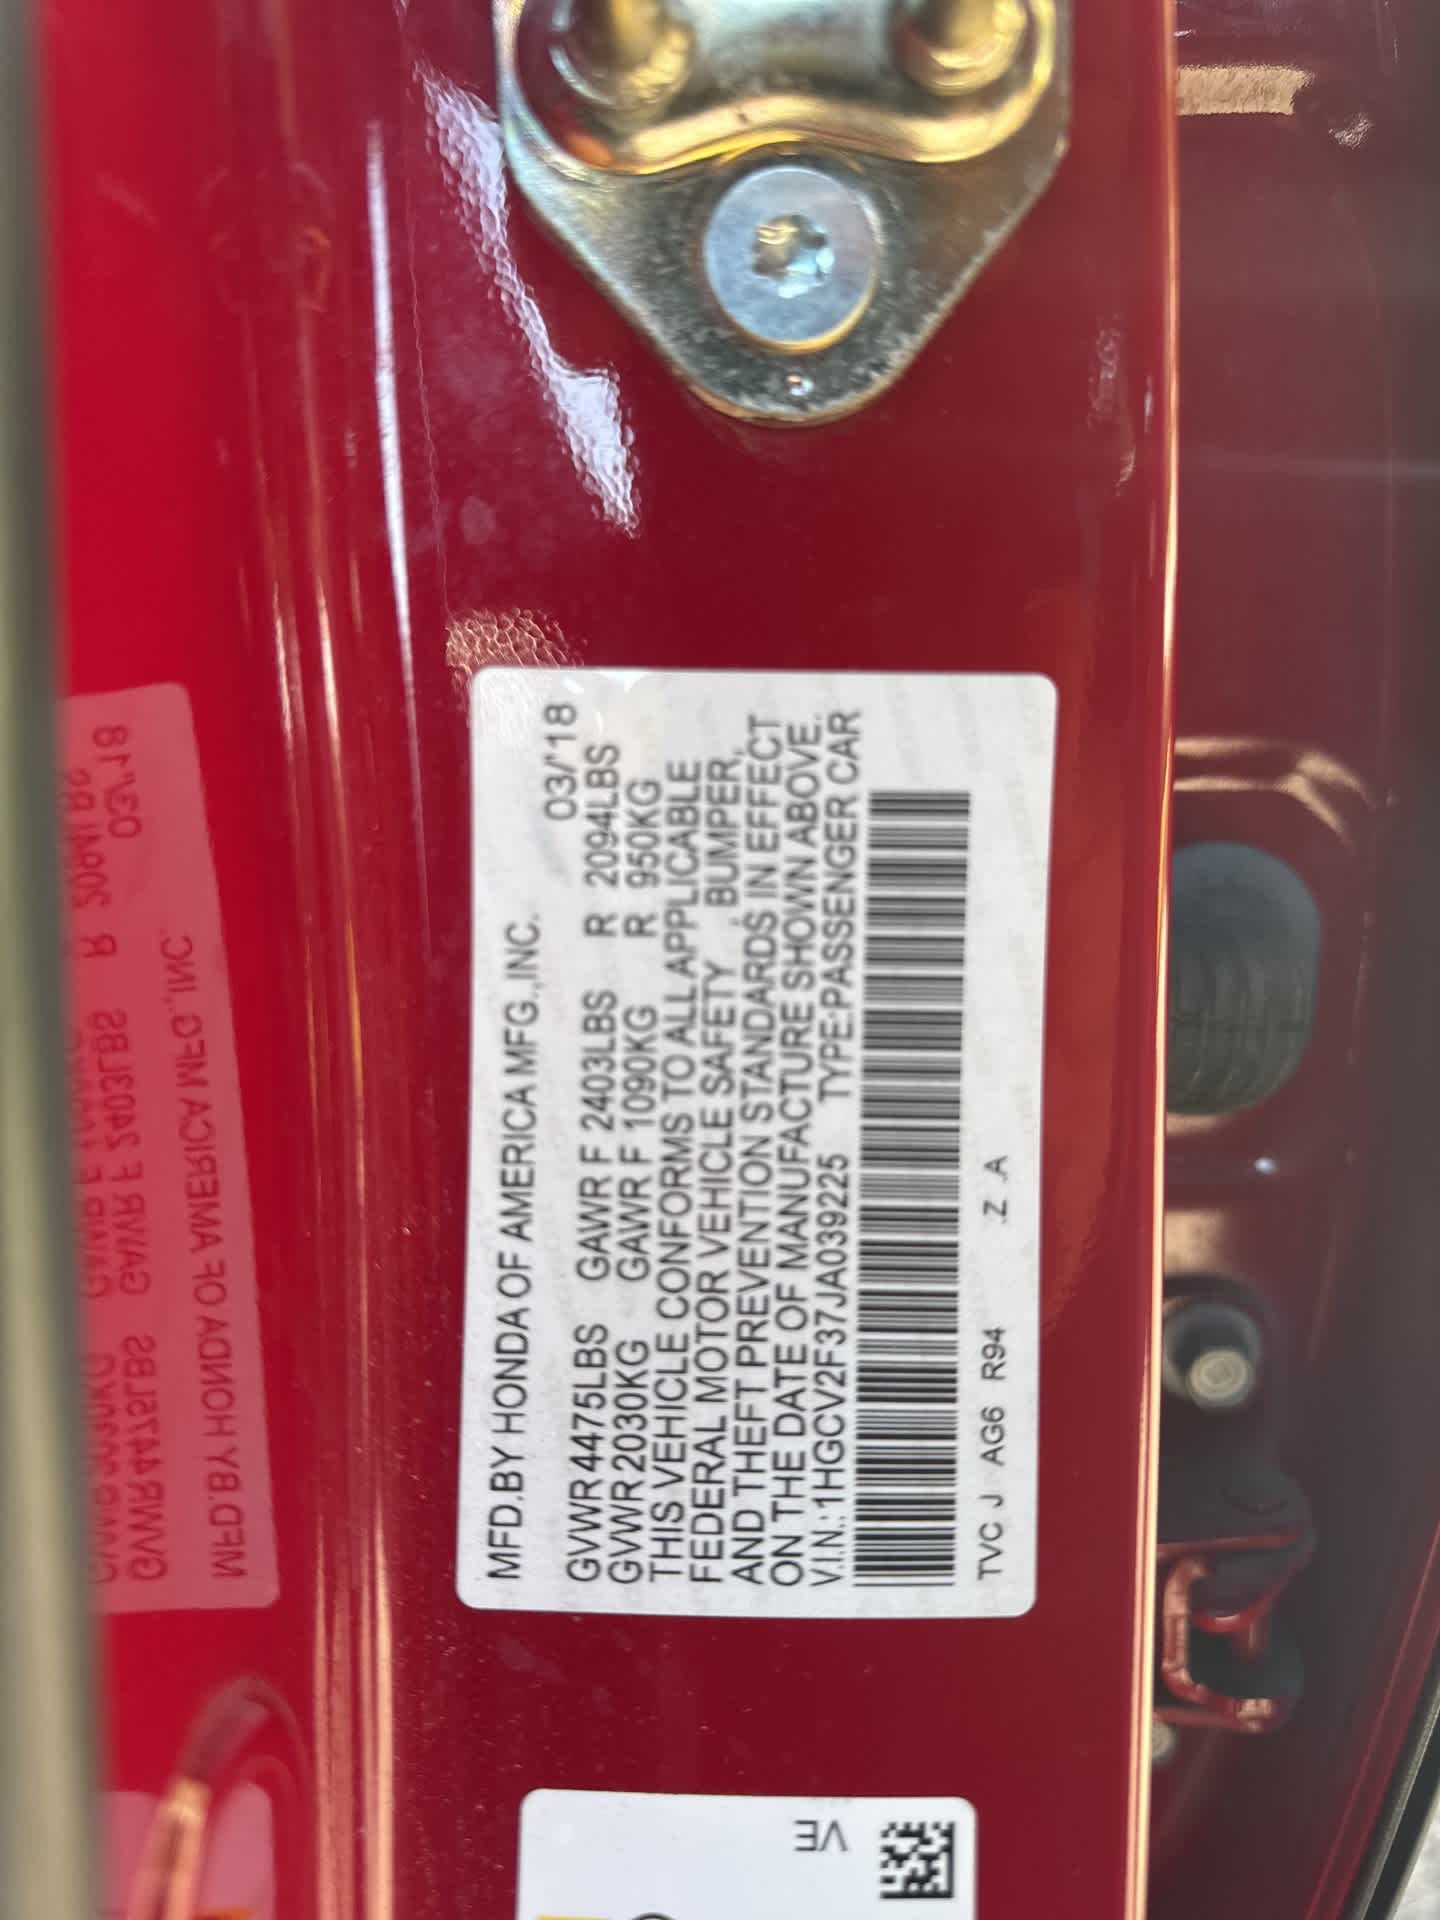 MFD.BY HONDA OF AMERICA MFG.,INC. 03/'18
GVWR 4475LBS GAWR F 2403LBS R 2094LBS
GVWR 2030KG GAWR F 1090KG R 950KG
THIS VEHICLE CONFORMS TO ALL APPLICABLE
FEDERAL MOTOR VEHICLE SAFETY , BUMPER,
AND THEFT PREVENTION STANDARDS IN EFFECT
ON THE DATE OF MANUFACTURE SHOWN ABOVE.
V.I.N.:1HGCV2F37JA039225 TYPE:PASSENGER CAR
TVC J AG6 R94 .Z .A
VE